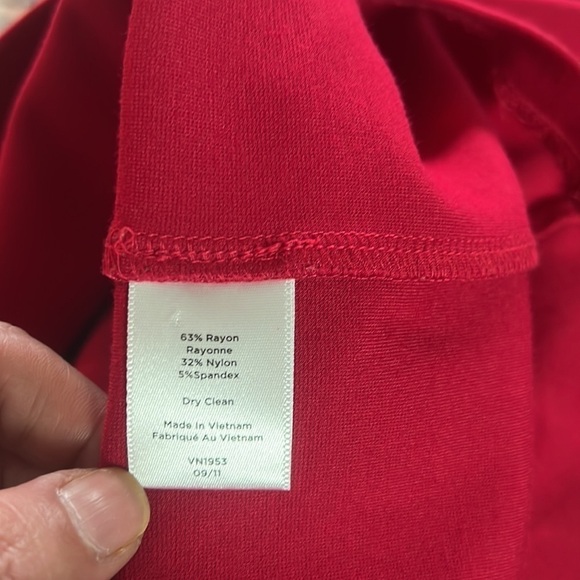 63% Rayon
Rayonne
32% Nylon
5%Spandex
Dry Clean
Made in Vietnam
Fabriqué Au Vietnam
VN1953
09/11